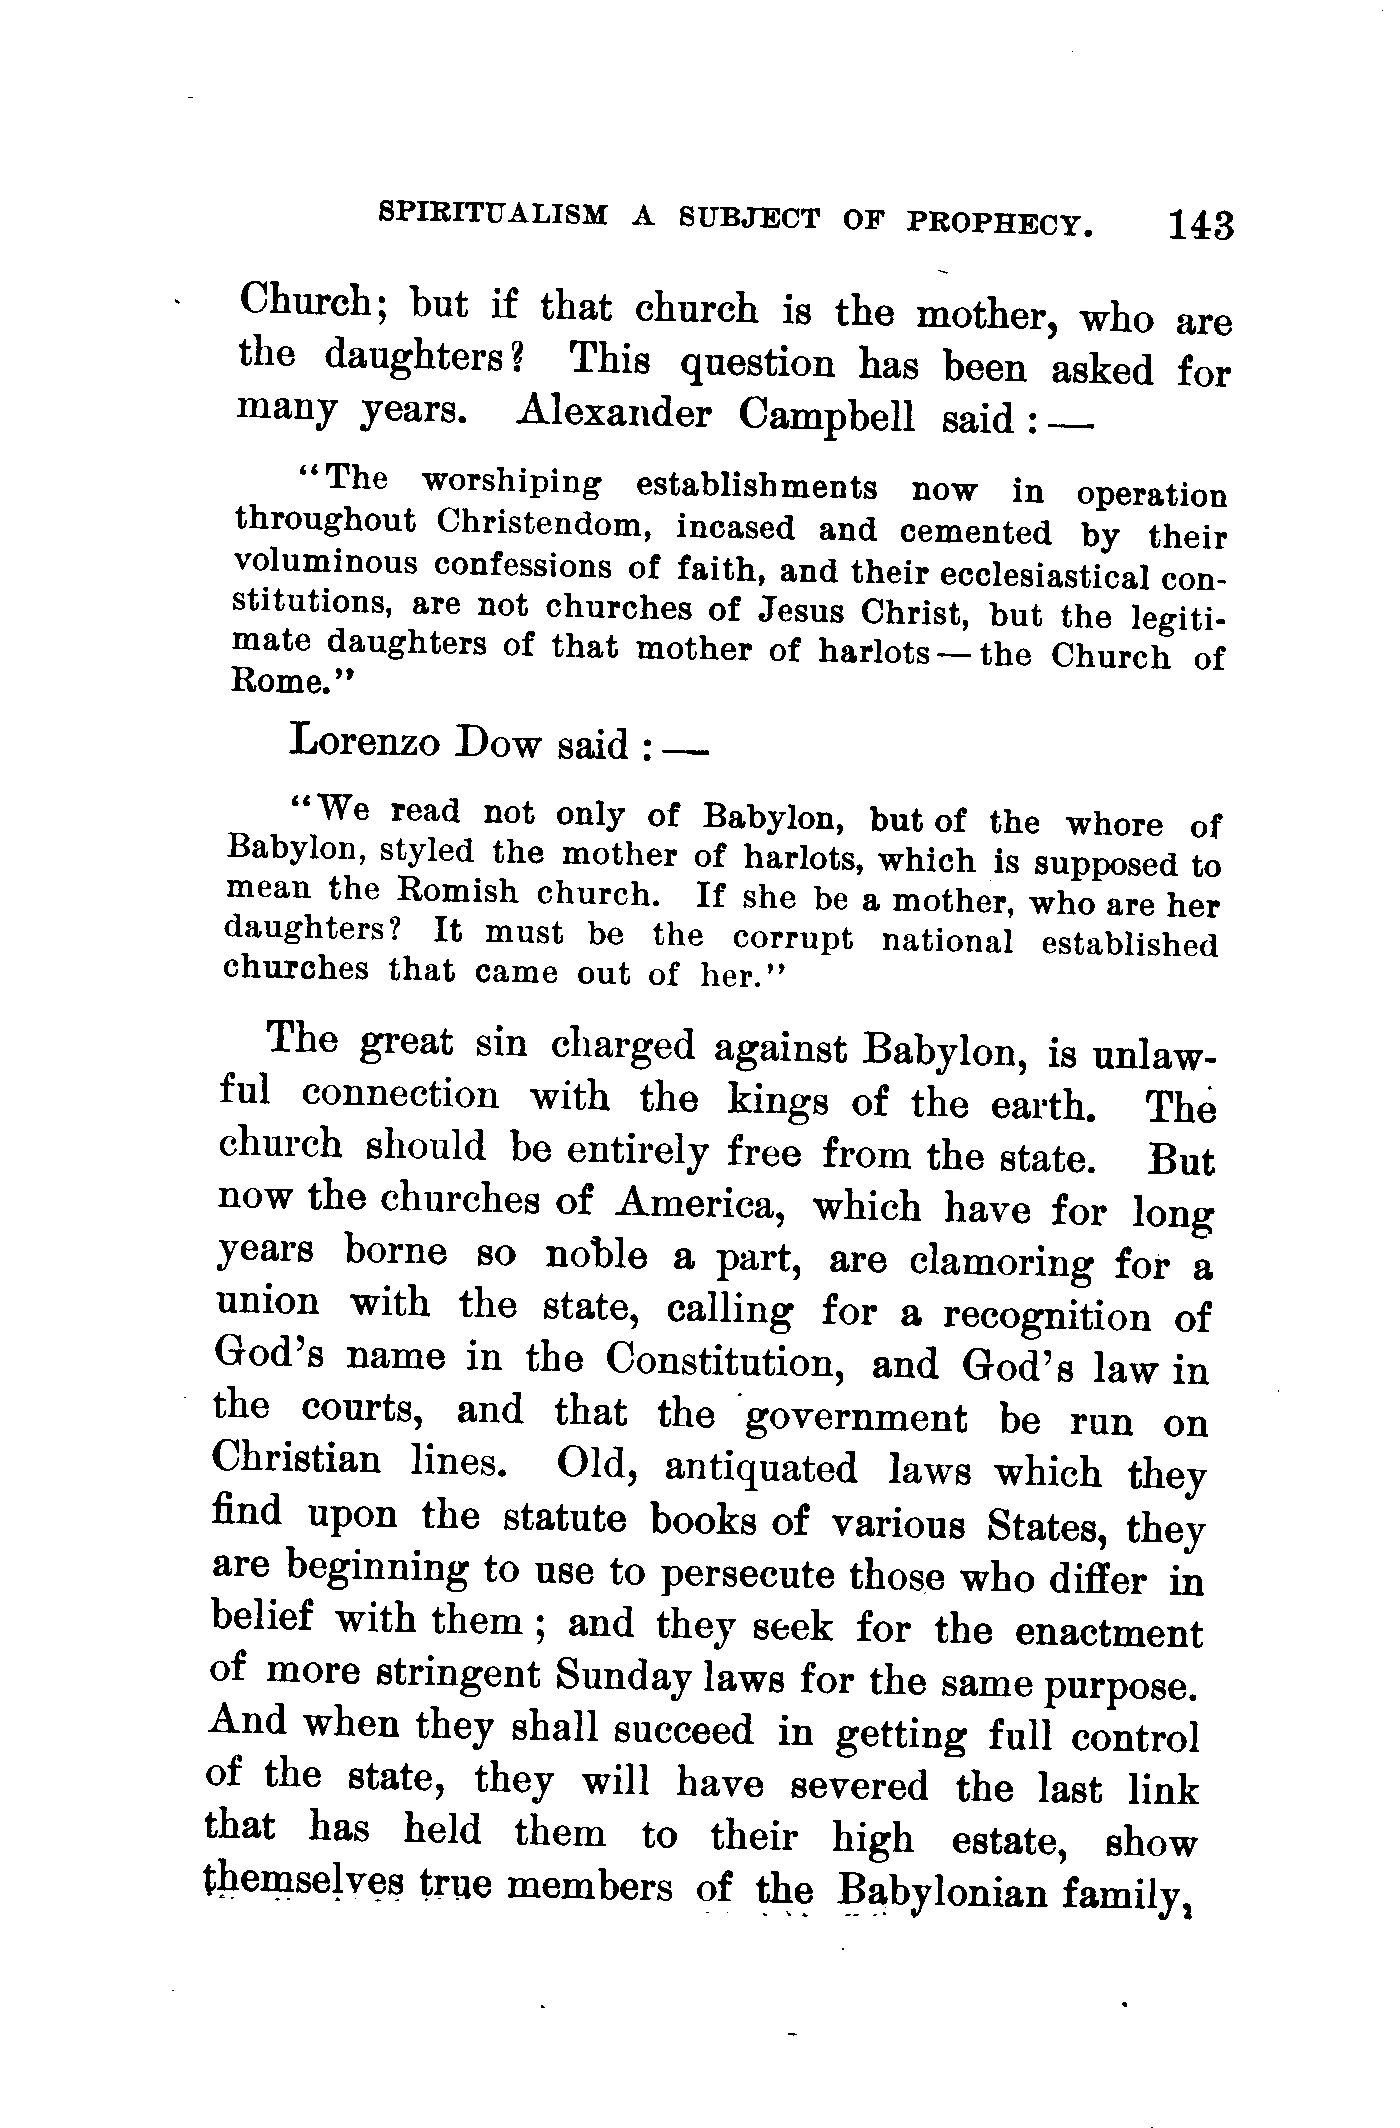 SPIRITUALISM A SUBJECT OF PROPHECY. 143
Church; but if that church is the mother, who are
the daughters? This question has been asked for
many years. Alexander Campbell said : —
“The worshiping establishments now in operation
throughout Christendom, incased and cemented by their
voluminous confessions of faith, and their ecclesiastical con-
stitutions, are not churches of Jesus Christ, but the legiti-
mate daughters of that mother of harlots — the Church of
Rome.”
Lorenzo Dow said : —
“We read not only of Babylon, but of the whore of
Babylon, styled the mother of harlots, which is supposed to
mean the Romish church. If she be a mother, who are her
daughters? It must be the corrupt national established
churches that came out of her.”
The great sin charged against Babylon, is unlaw-
ful connection with the kings of the earth. The
church should be entirely free from the state. But
now the churches of America, which have for long
years borne so noble a part, are clamoring for a
union with the state, calling for a recognition of
God's name in the Constitution, and God's law in
the courts, and that the government be run on
Christian lines. Old, antiquated laws which they
find upon the statute books of various States, they
are beginning to use to persecute those who differ in
belief with them ; and they seek for the enactment
of more stringent Sunday laws for the same purpose.
And when they shall succeed in getting full control
of the state, they will have severed the last link
that has held them to their high estate, show
themselves true members of the Babylonian family,